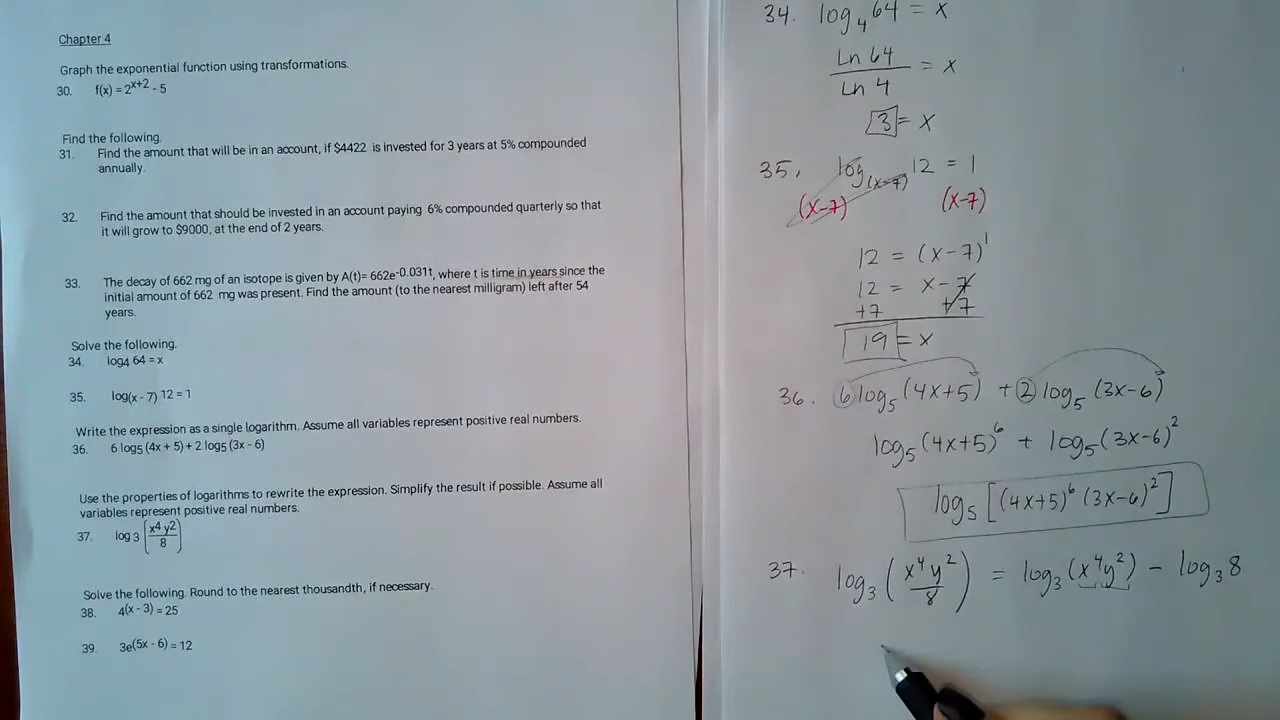 Chapter 4
Graph the exponential function using transformations.
30. f(x) = 2^{x+2} - 5
Find the following.
31. Find the amount that will be in an account, if $4422 is invested for 3 years at 5% compounded
annually.
32. Find the amount that should be invested in an account paying 6% compounded quarterly so that
it will grow to $9000, at the end of 2 years.
33. The decay of 662 mg of an isotope is given by A(t)= 662e^{-0.031t}, where t is time in years since the
initial amount of 662 mg was present. Find the amount (to the nearest milligram) left after 54
years.
Solve the following.
34. log₄ 64 = x
35. log_{(x - 7)} 12 = 1
Write the expression as a single logarithm. Assume all variables represent positive real numbers.
36. 6 log₅ (4x + 5) + 2 log₅ (3x - 6)
Use the properties of logarithms to rewrite the expression. Simplify the result if possible. Assume all
variables represent positive real numbers.
37. log 3 (x⁴ y² / 8)
Solve the following. Round to the nearest thousandth, if necessary.
38. 4^{(x - 3)} = 25
39. 3e^{(5x - 6)} = 12
34. log₄ 64 = x
Ln 64 / Ln 4 = x
3 = x
35. log_{(x-7)} 12 = 1
(x-7) (x-7)
12 = (x-7)¹
12 = x-7
+7 +7
19 = x
36. 6 log₅ (4x+5) + 2 log₅ (3x-6)
log₅ (4x+5)⁶ + log₅ (3x-6)²
log₅ [(4x+5)⁶ (3x-6)²]
37. log₃ (x⁴y² / 8) = log₃ (x⁴y²) - log₃ 8